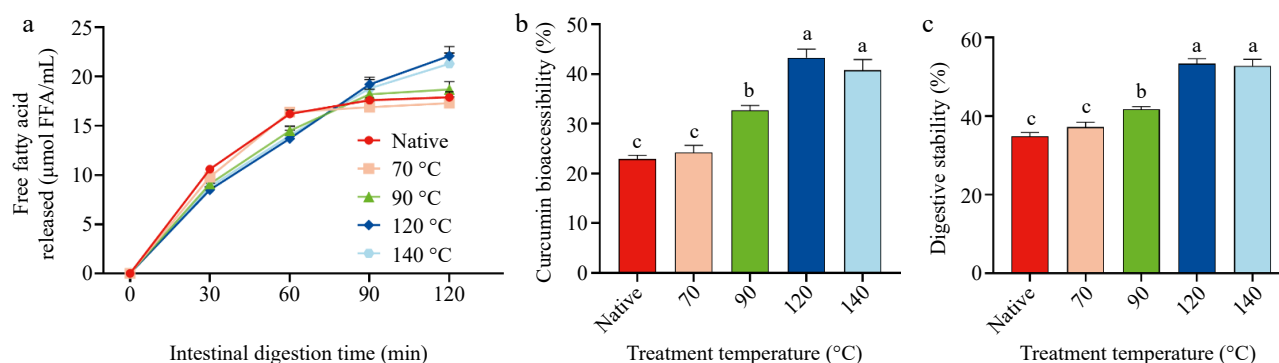 a
Free fatty acid
released (μmol FFA/mL)
25
20
15
10
5
0
0 30 60 90 120
Intestinal digestion time (min)
Native
70 °C
90 °C
120 °C
140 °C
b
Curcumin bioaccessibility (%)
50
40
30
20
10
0
c c b a a
Native 70 90 120 140
Treatment temperature (°C)
c
Digestive stability (%)
60
40
20
0
c c b a a
Native 70 90 120 140
Treatment temperature (°C)